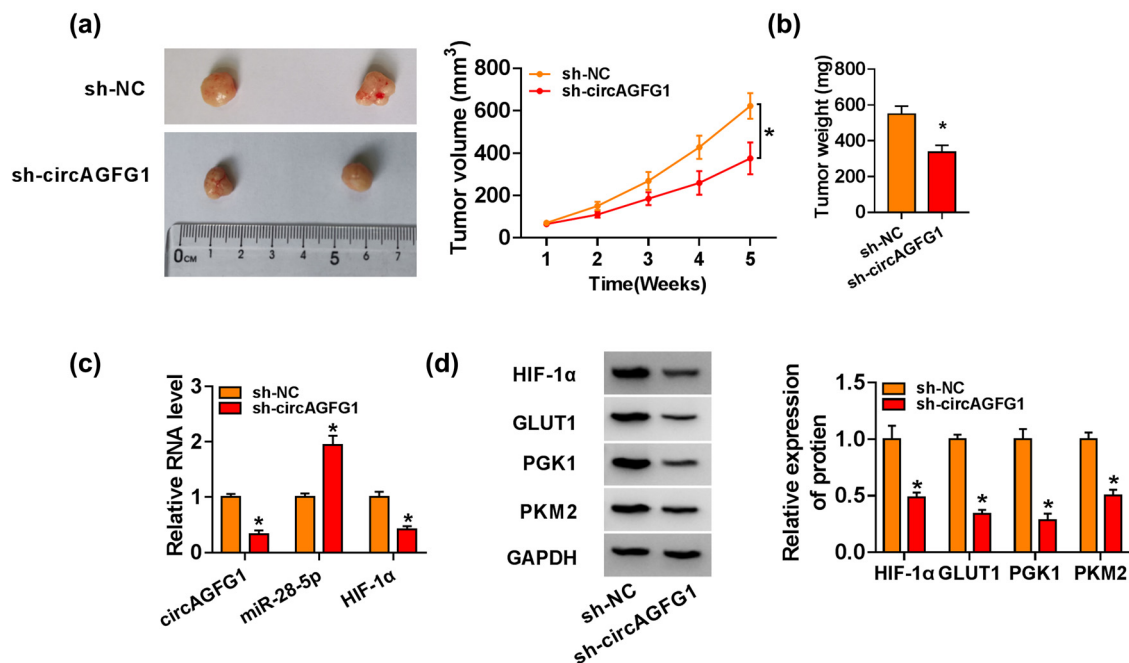 (a)
sh-NC
sh-circAGFG1
0CM 1 2 3 4 5 6 7
Tumor volume (mm³)
800
600
400
200
0
sh-NC
sh-circAGFG1
*
1 2 3 4 5
Time(Weeks)
(b)
Tumor weight (mg)
800
600
400
200
0
*
sh-NC
sh-circAGFG1
(c)
Relative RNA level
3
2
1
0
sh-NC
sh-circAGFG1
* * *
circAGFG1
miR-28-5p
HIF-1α
(d)
HIF-1α
GLUT1
PGK1
PKM2
GAPDH
sh-NC
sh-circAGFG1
Relative expression
of protien
1.5
1.0
0.5
0.0
sh-NC
sh-circAGFG1
* * * *
HIF-1α GLUT1 PGK1 PKM2